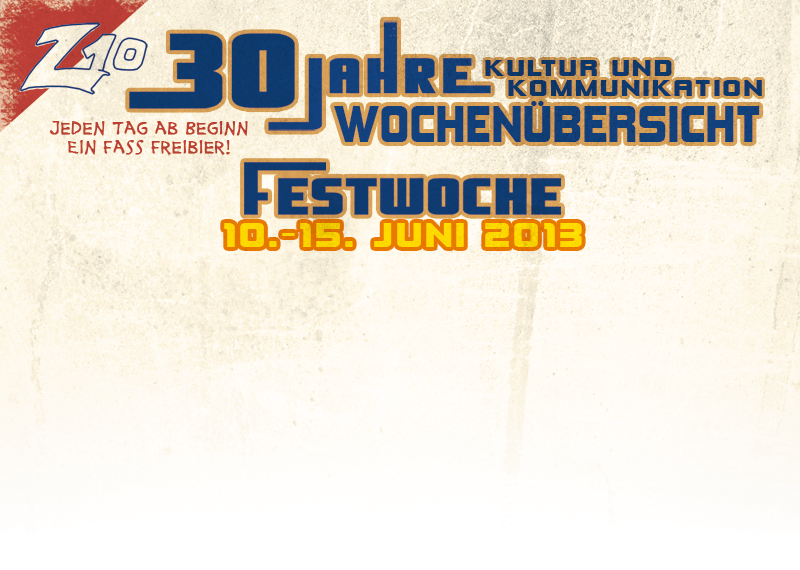 Z10
30 JAHRE
KULTUR UND
KOMMUNIKATION
WOCHENÜBERSICHT
JEDEN TAG AB BEGINN
EIN FASS FREIBIER!
FESTWOCHE
10.-15. JUNI 2013